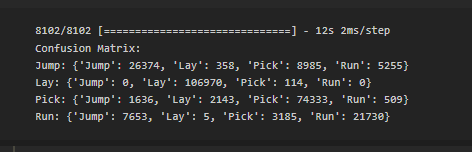 8102/8102 [==============================] - 12s 2ms/step
Confusion Matrix:
Jump: {'Jump': 26374, 'Lay': 358, 'Pick': 8985, 'Run': 5255}
Lay: {'Jump': 0, 'Lay': 106970, 'Pick': 114, 'Run': 0}
Pick: {'Jump': 1636, 'Lay': 2143, 'Pick': 74333, 'Run': 509}
Run: {'Jump': 7653, 'Lay': 5, 'Pick': 3185, 'Run': 21730}